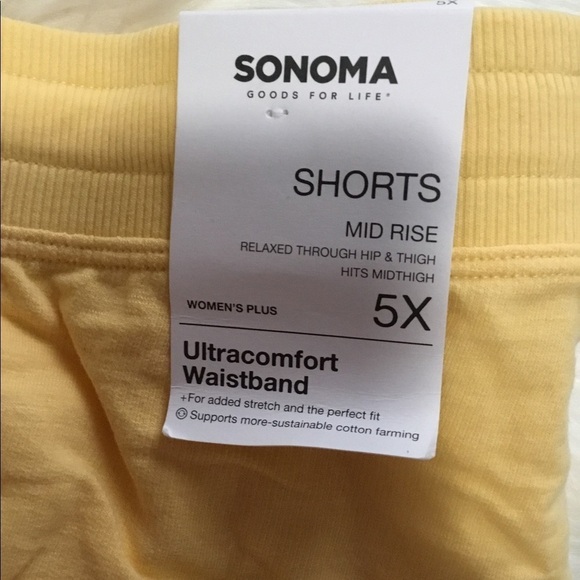 5X
SONOMA
GOODS FOR LIFE®
SHORTS
MID RISE
RELAXED THROUGH HIP & THIGH
HITS MIDTHIGH
WOMEN'S PLUS 5X
Ultracomfort
Waistband
+For added stretch and the perfect fit
Supports more-sustainable cotton farming